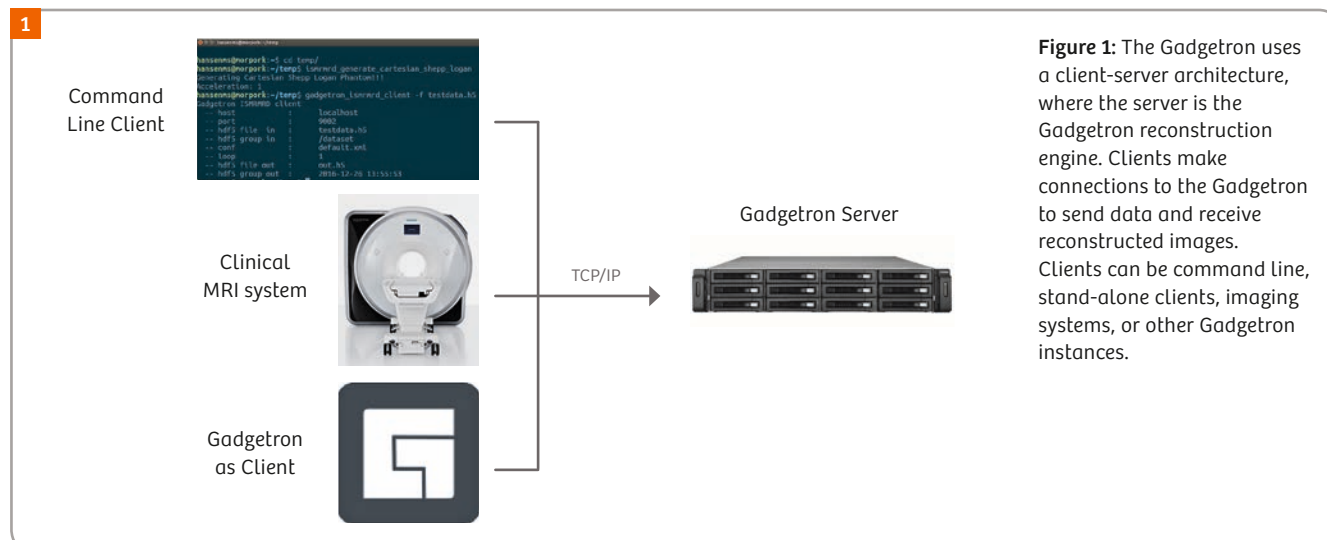 1
hansenms@morpork: ~/temp
hansenms@morpork:~$ cd temp/
hansenms@morpork:~/temp$ ismrmrd_generate_cartesian_shepp_logan
Generating Cartesian Shepp Logan Phantom!!!
Acceleration: 1
hansenms@morpork:~/temp$ gadgetron_ismrmrd_client -f testdata.h5
Gadgetron ISMRMRD client
-- host : localhost
-- port : 9002
-- hdf5 file in : testdata.h5
-- hdf5 group in : /dataset
-- conf : default.xml
-- loop : 1
-- hdf5 file out : out.h5
-- hdf5 group out : 2016-12-28 13:55:53
Command
Line Client
Clinical
MRI system
Gadgetron
as Client
TCP/IP
Gadgetron Server
Figure 1: The Gadgetron uses
a client-server architecture,
where the server is the
Gadgetron reconstruction
engine. Clients make
connections to the Gadgetron
to send data and receive
reconstructed images.
Clients can be command line,
stand-alone clients, imaging
systems, or other Gadgetron
instances.